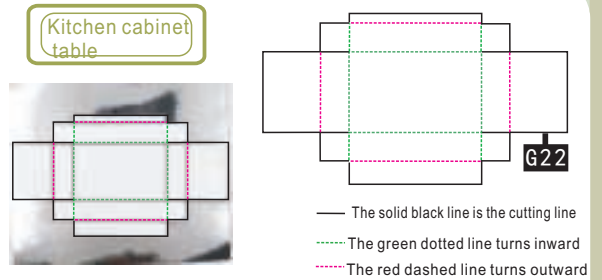 Kitchen cabinet
table
G22
The solid black line is the cutting line
The green dotted line turns inward
The red dashed line turns outward